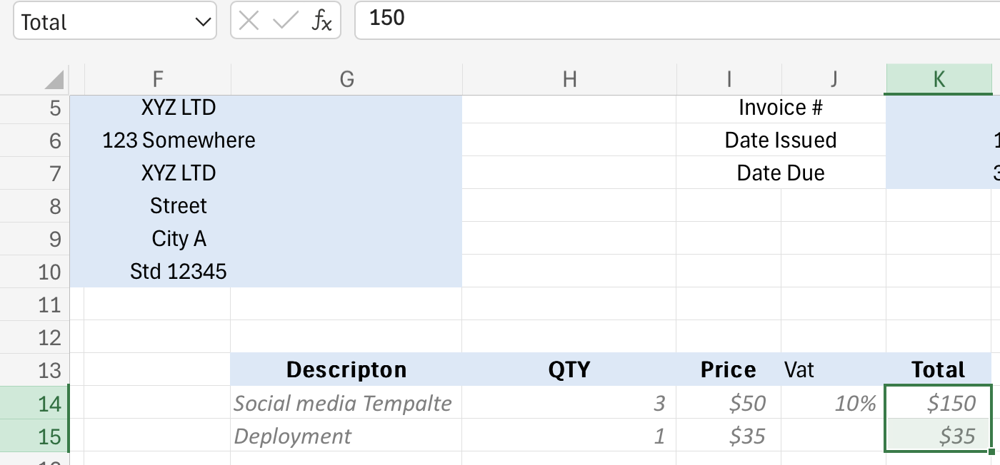 Total fx 150
F G H I J K
5 XYZ LTD Invoice #
6 123 Somewhere Date Issued 1
7 XYZ LTD Date Due 3
8 Street
9 City A
10 Std 12345
11
12
13 Descripton QTY Price Vat Total
14 Social media Tempalte 3 $50 10% $150
15 Deployment 1 $35 $35